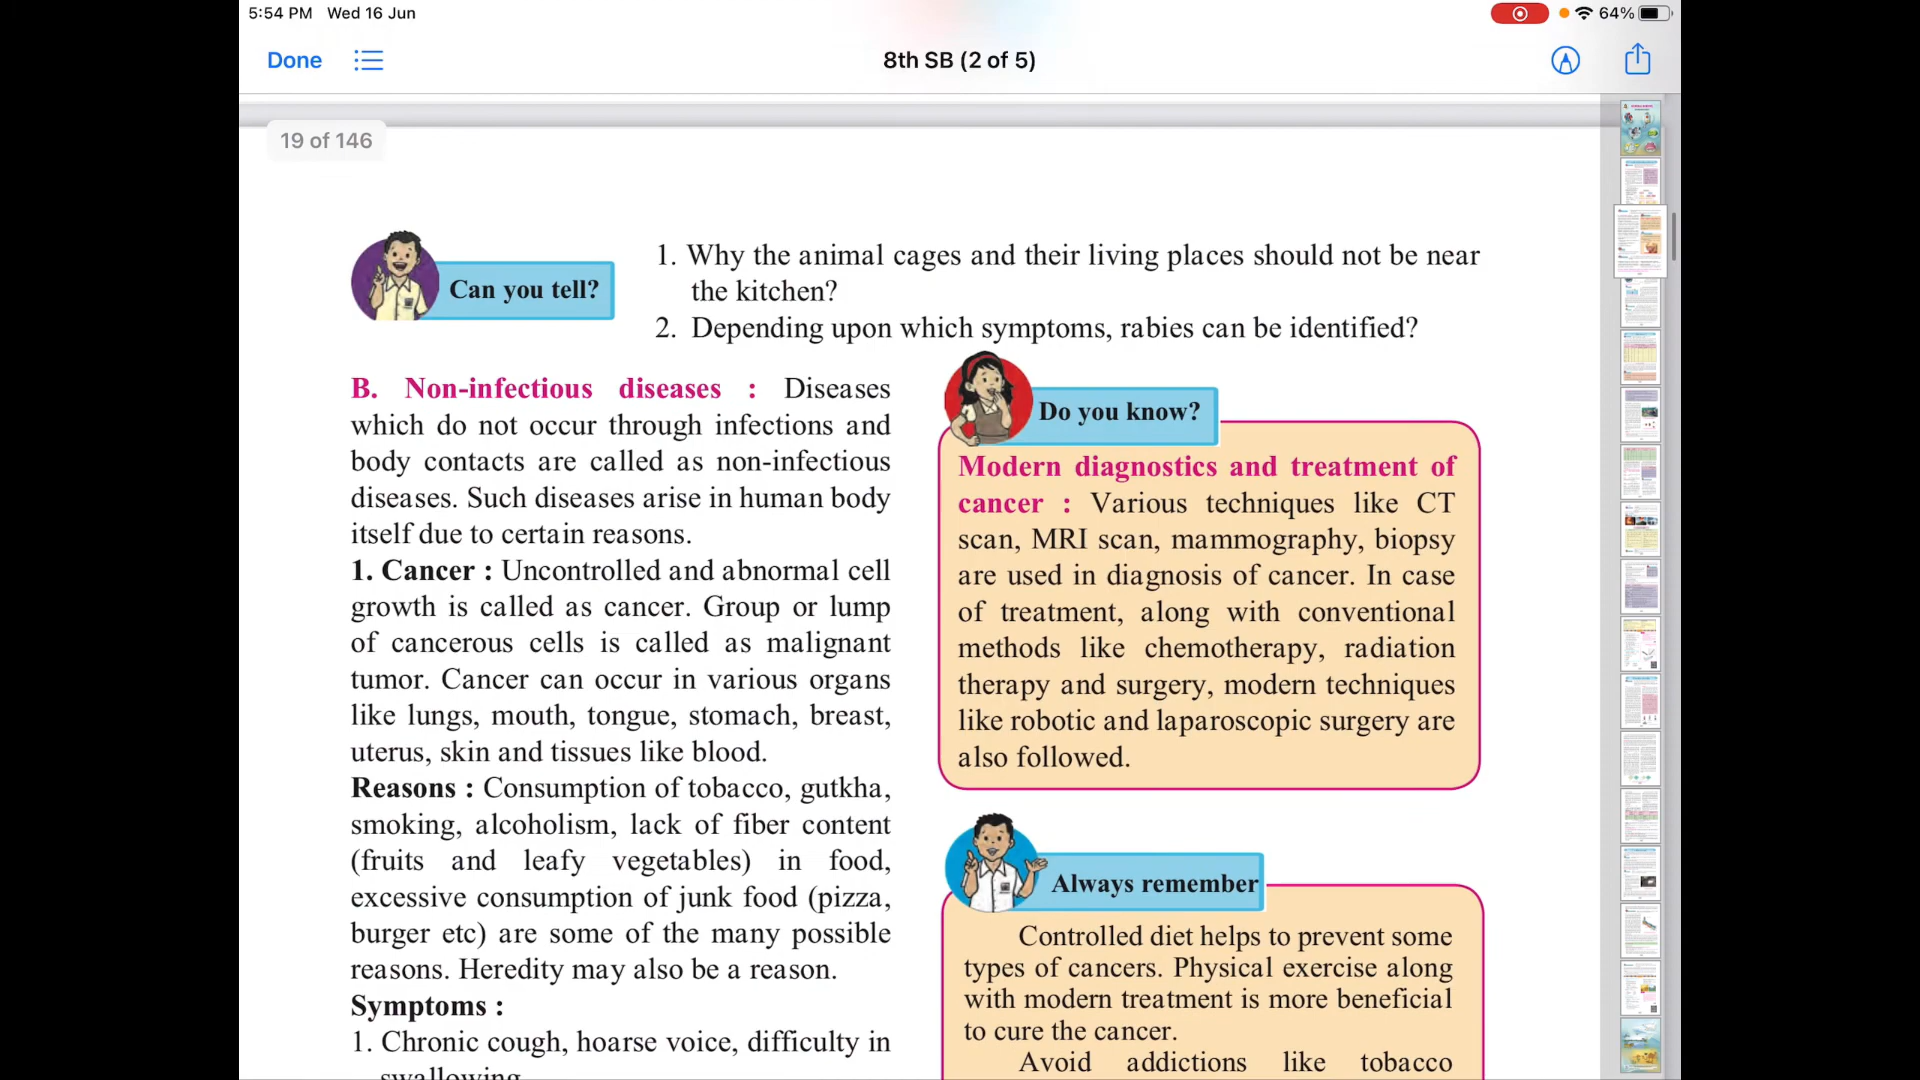 5:54 PM Wed 16 Jun
64%
Done
8th SB (2 of 5)
19 of 146
Can you tell?
1. Why the animal cages and their living places should not be near
the kitchen?
2. Depending upon which symptoms, rabies can be identified?
B. Non-infectious diseases : Diseases
which do not occur through infections and
body contacts are called as non-infectious
diseases. Such diseases arise in human body
itself due to certain reasons.
1. Cancer : Uncontrolled and abnormal cell
growth is called as cancer. Group or lump
of cancerous cells is called as malignant
tumor. Cancer can occur in various organs
like lungs, mouth, tongue, stomach, breast,
uterus, skin and tissues like blood.
Reasons : Consumption of tobacco, gutkha,
smoking, alcoholism, lack of fiber content
(fruits and leafy vegetables) in food,
excessive consumption of junk food (pizza,
burger etc) are some of the many possible
reasons. Heredity may also be a reason.
Symptoms :
1. Chronic cough, hoarse voice, difficulty in
swallowing
Do you know?
Modern diagnostics and treatment of
cancer : Various techniques like CT
scan, MRI scan, mammography, biopsy
are used in diagnosis of cancer. In case
of treatment, along with conventional
methods like chemotherapy, radiation
therapy and surgery, modern techniques
like robotic and laparoscopic surgery are
also followed.
Always remember
Controlled diet helps to prevent some
types of cancers. Physical exercise along
with modern treatment is more beneficial
to cure the cancer.
Avoid addictions like tobacco